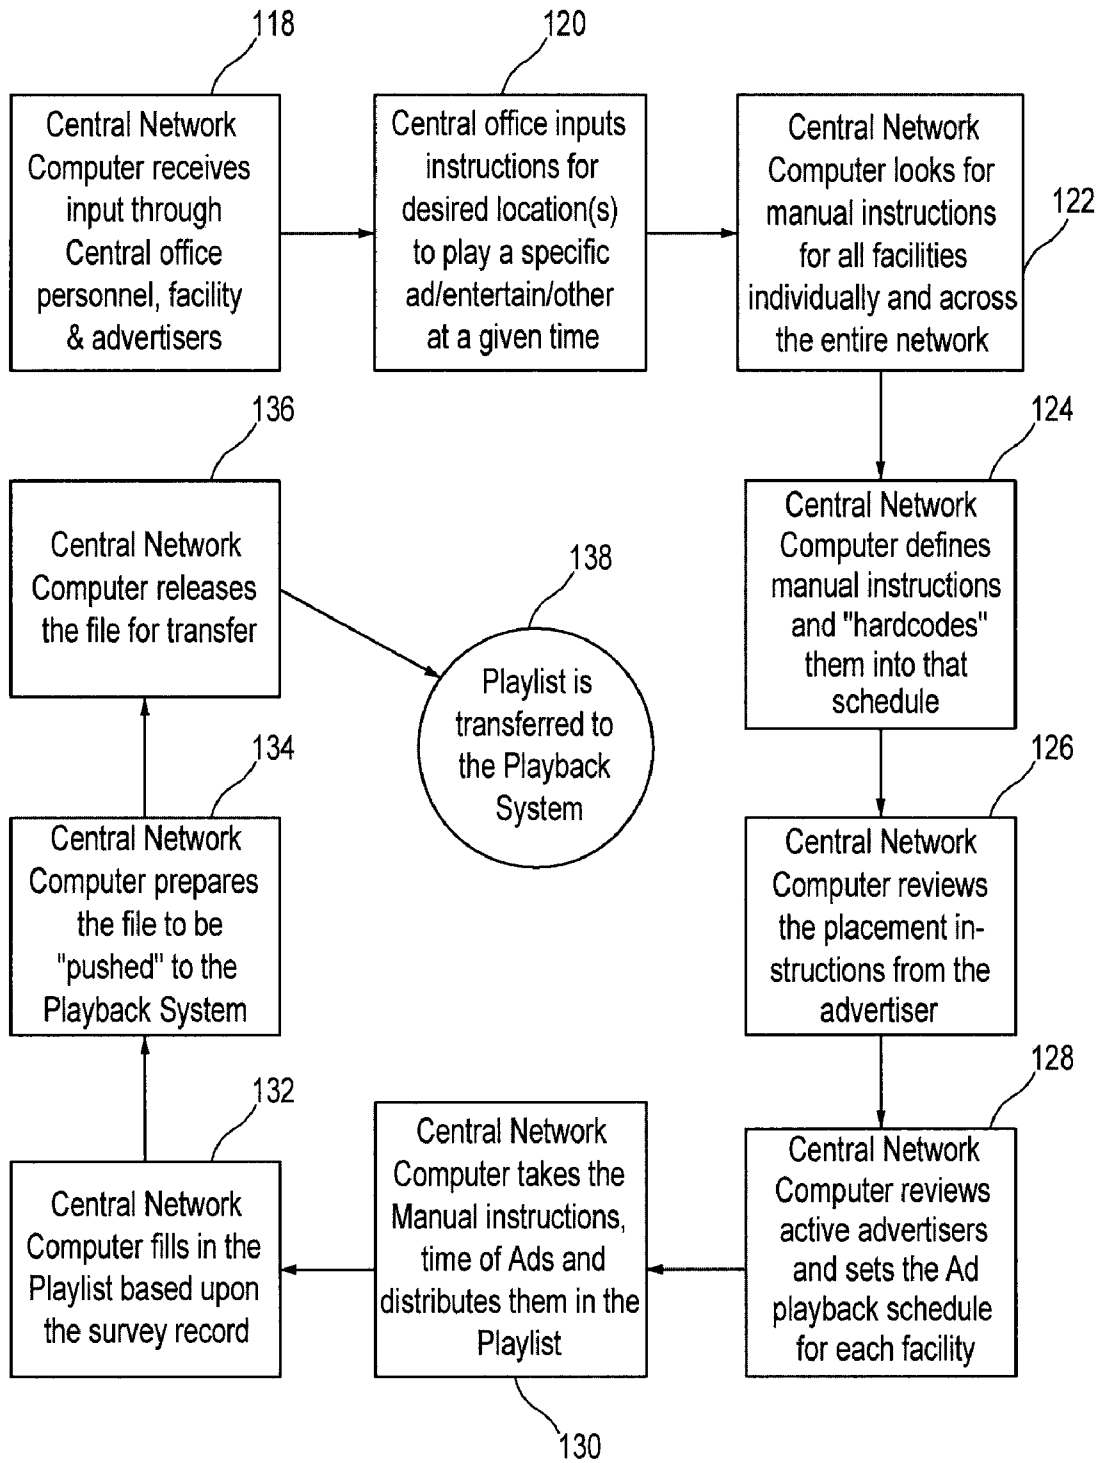 118
Central Network
Computer receives
input through
Central office
personnel, facility
& advertisers
120
Central office inputs
instructions for
desired location(s)
to play a specific
ad/entertain/other
at a given time
122
Central Network
Computer looks for
manual instructions
for all facilities
individually and across
the entire network
124
Central Network
Computer defines
manual instructions
and "hardcodes"
them into that
schedule
126
Central Network
Computer reviews
the placement in-
structions from the
advertiser
128
Central Network
Computer reviews
active advertisers
and sets the Ad
playback schedule
for each facility
130
Central Network
Computer takes the
Manual instructions,
time of Ads and
distributes them in the
Playlist
132
Central Network
Computer fills in the
Playlist based upon
the survey record
134
Central Network
Computer prepares
the file to be
"pushed" to the
Playback System
136
Central Network
Computer releases
the file for transfer
138
Playlist is
transferred to
the Playback
System